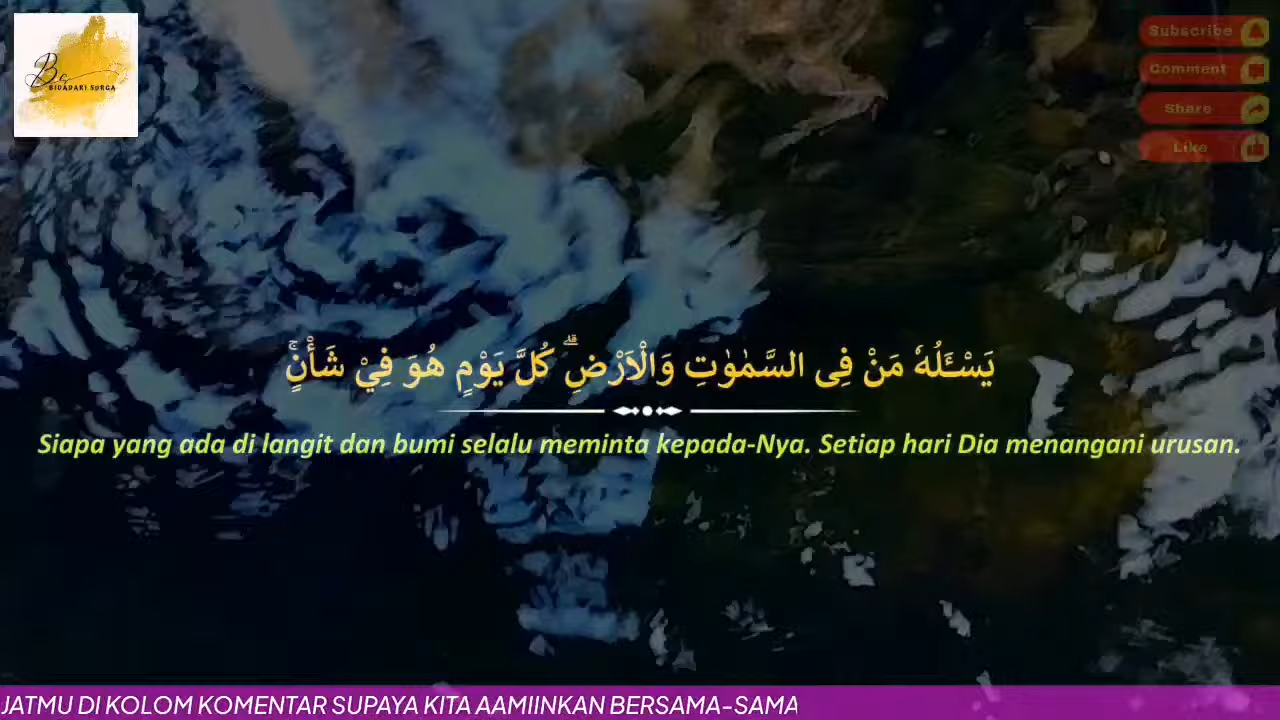 Bs
BIDADARI SURGA
Subscribe
Comment
Share
Like
يَسْـَٔلُهٗ مَنْ فِى السَّمٰوٰتِ وَالْاَرْضِۗ كُلَّ يَوْمٍ هُوَ فِيْ شَأْنٍۚ
Siapa yang ada di langit dan bumi selalu meminta kepada-Nya. Setiap hari Dia menangani urusan.
JATMU DI KOLOM KOMENTAR SUPAYA KITA AAMIINKAN BERSAMA-SAMA